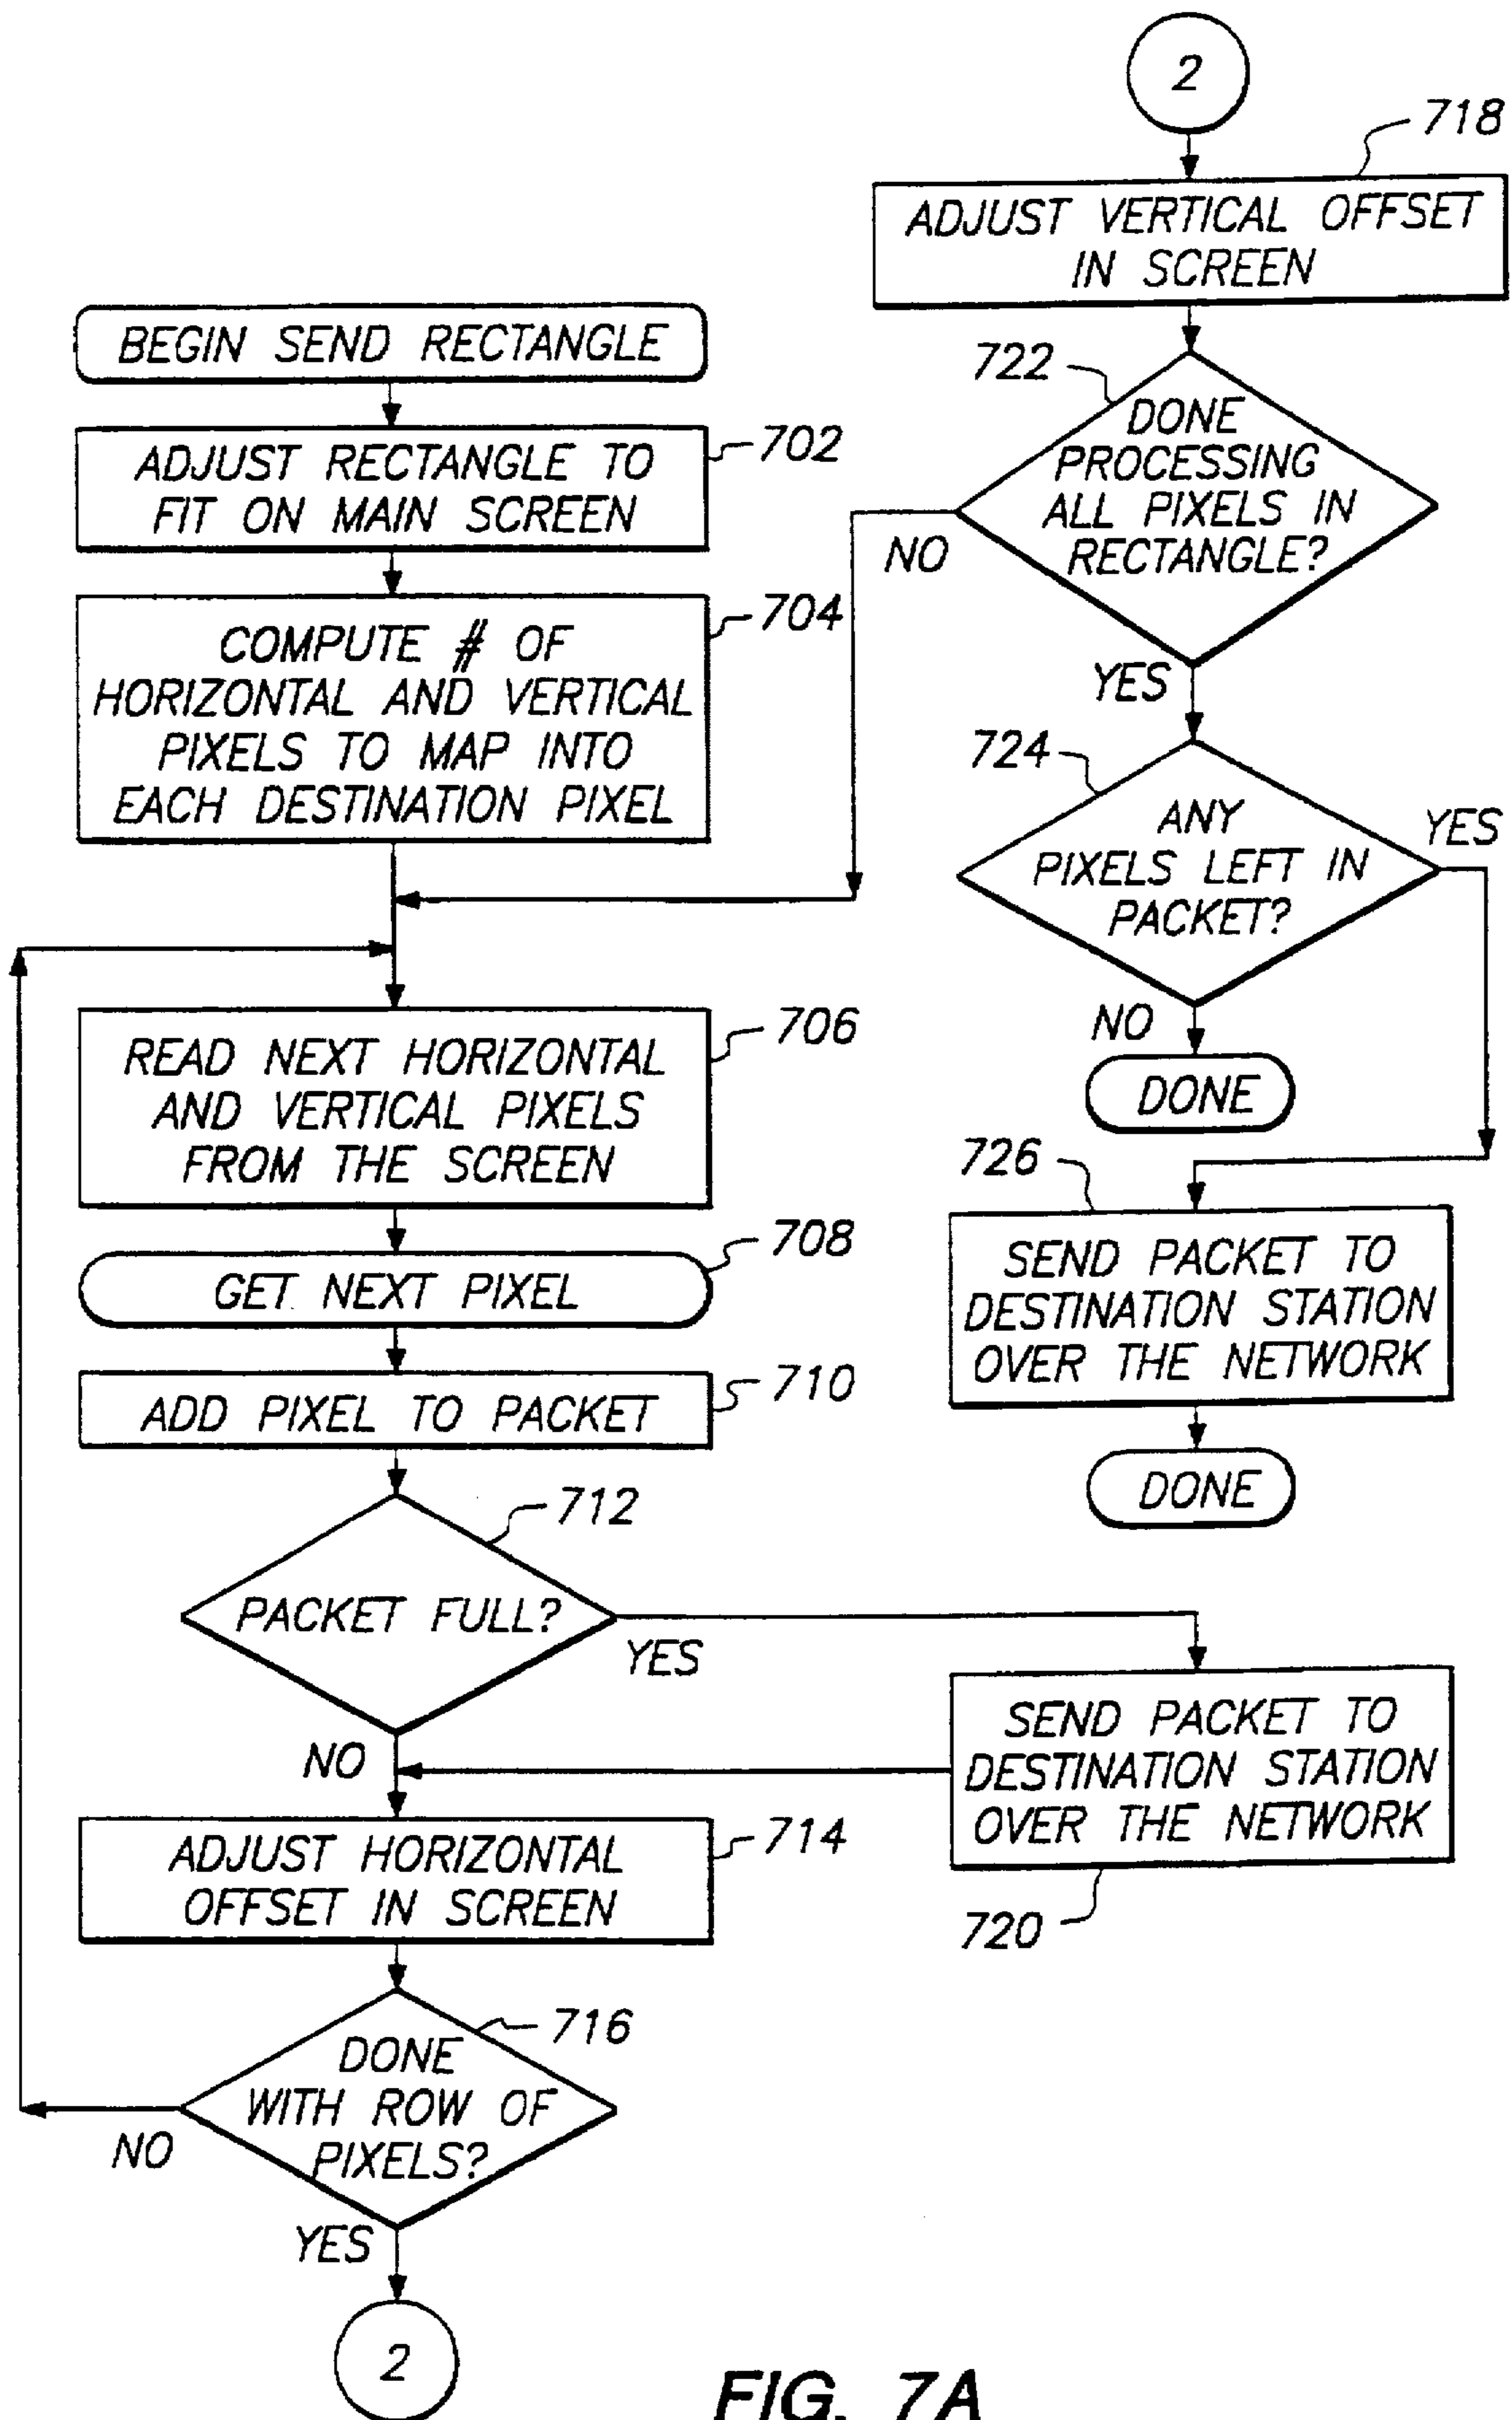 BEGIN SEND RECTANGLE
ADJUST RECTANGLE TO
FIT ON MAIN SCREEN
702
COMPUTE # OF
HORIZONTAL AND VERTICAL
PIXELS TO MAP INTO
EACH DESTINATION PIXEL
704
READ NEXT HORIZONTAL
AND VERTICAL PIXELS
FROM THE SCREEN
706
GET NEXT PIXEL
708
ADD PIXEL TO PACKET
710
PACKET FULL?
712
YES
NO
ADJUST HORIZONTAL
OFFSET IN SCREEN
714
DONE
WITH ROW OF
PIXELS?
716
NO
YES
2
2
718
ADJUST VERTICAL OFFSET
IN SCREEN
722
DONE
PROCESSING
ALL PIXELS IN
RECTANGLE?
NO
YES
724
ANY
PIXELS LEFT IN
PACKET?
YES
NO
DONE
726
SEND PACKET TO
DESTINATION STATION
OVER THE NETWORK
DONE
SEND PACKET TO
DESTINATION STATION
OVER THE NETWORK
720
FIG. 7A